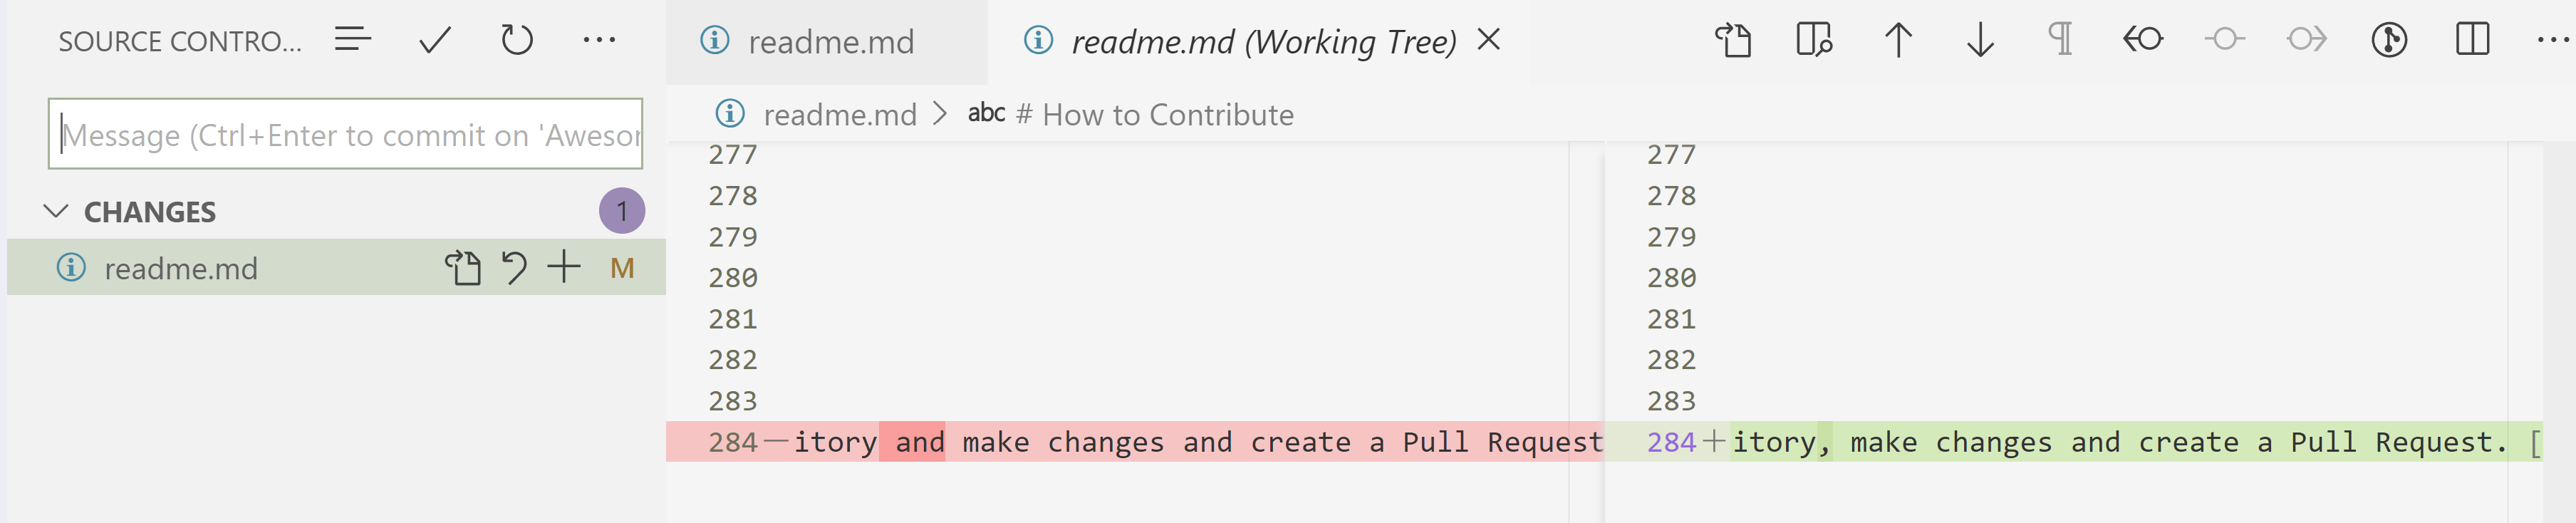 SOURCE CONTRO...
readme.md
readme.md (Working Tree)
Message (Ctrl+Enter to commit on 'Aweso
readme.md > abc # How to Contribute
CHANGES 1
readme.md M
277
278
279
280
281
282
283
284 — itory and make changes and create a Pull Request
277
278
279
280
281
282
283
284 + itory, make changes and create a Pull Request. [